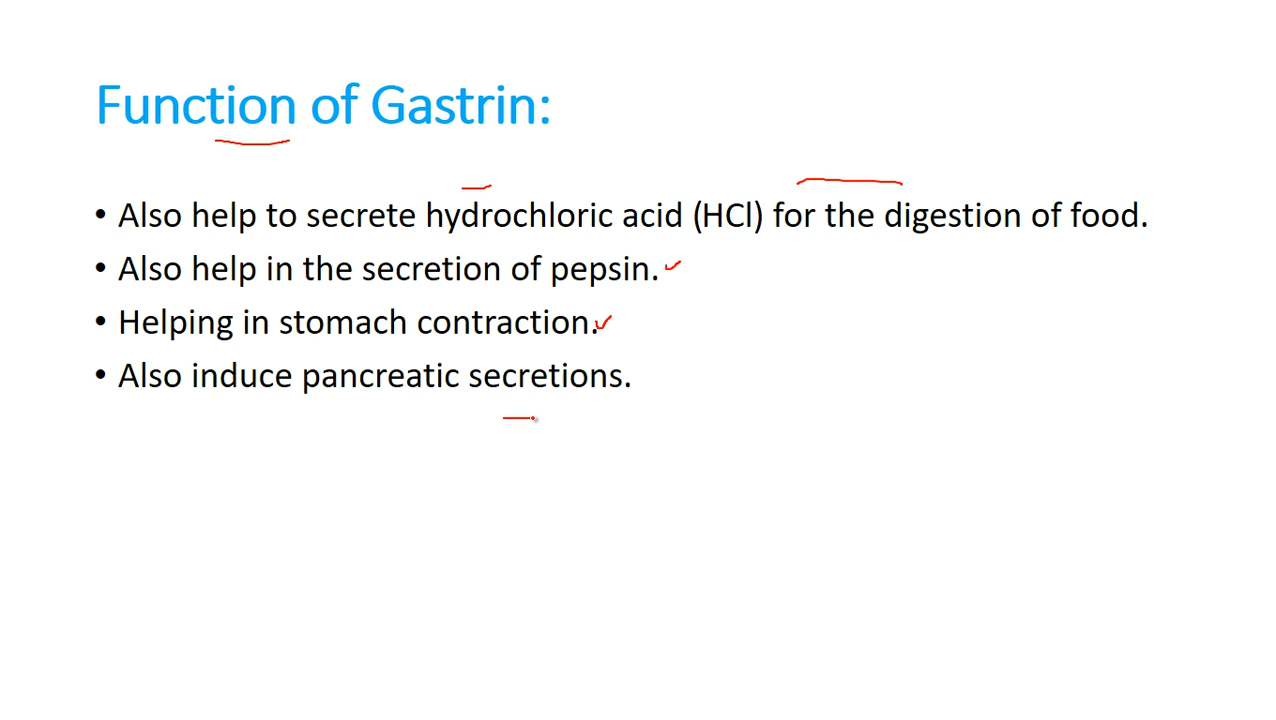 Function of Gastrin:
• Also help to secrete hydrochloric acid (HCl) for the digestion of food.
• Also help in the secretion of pepsin.
• Helping in stomach contraction.
• Also induce pancreatic secretions.